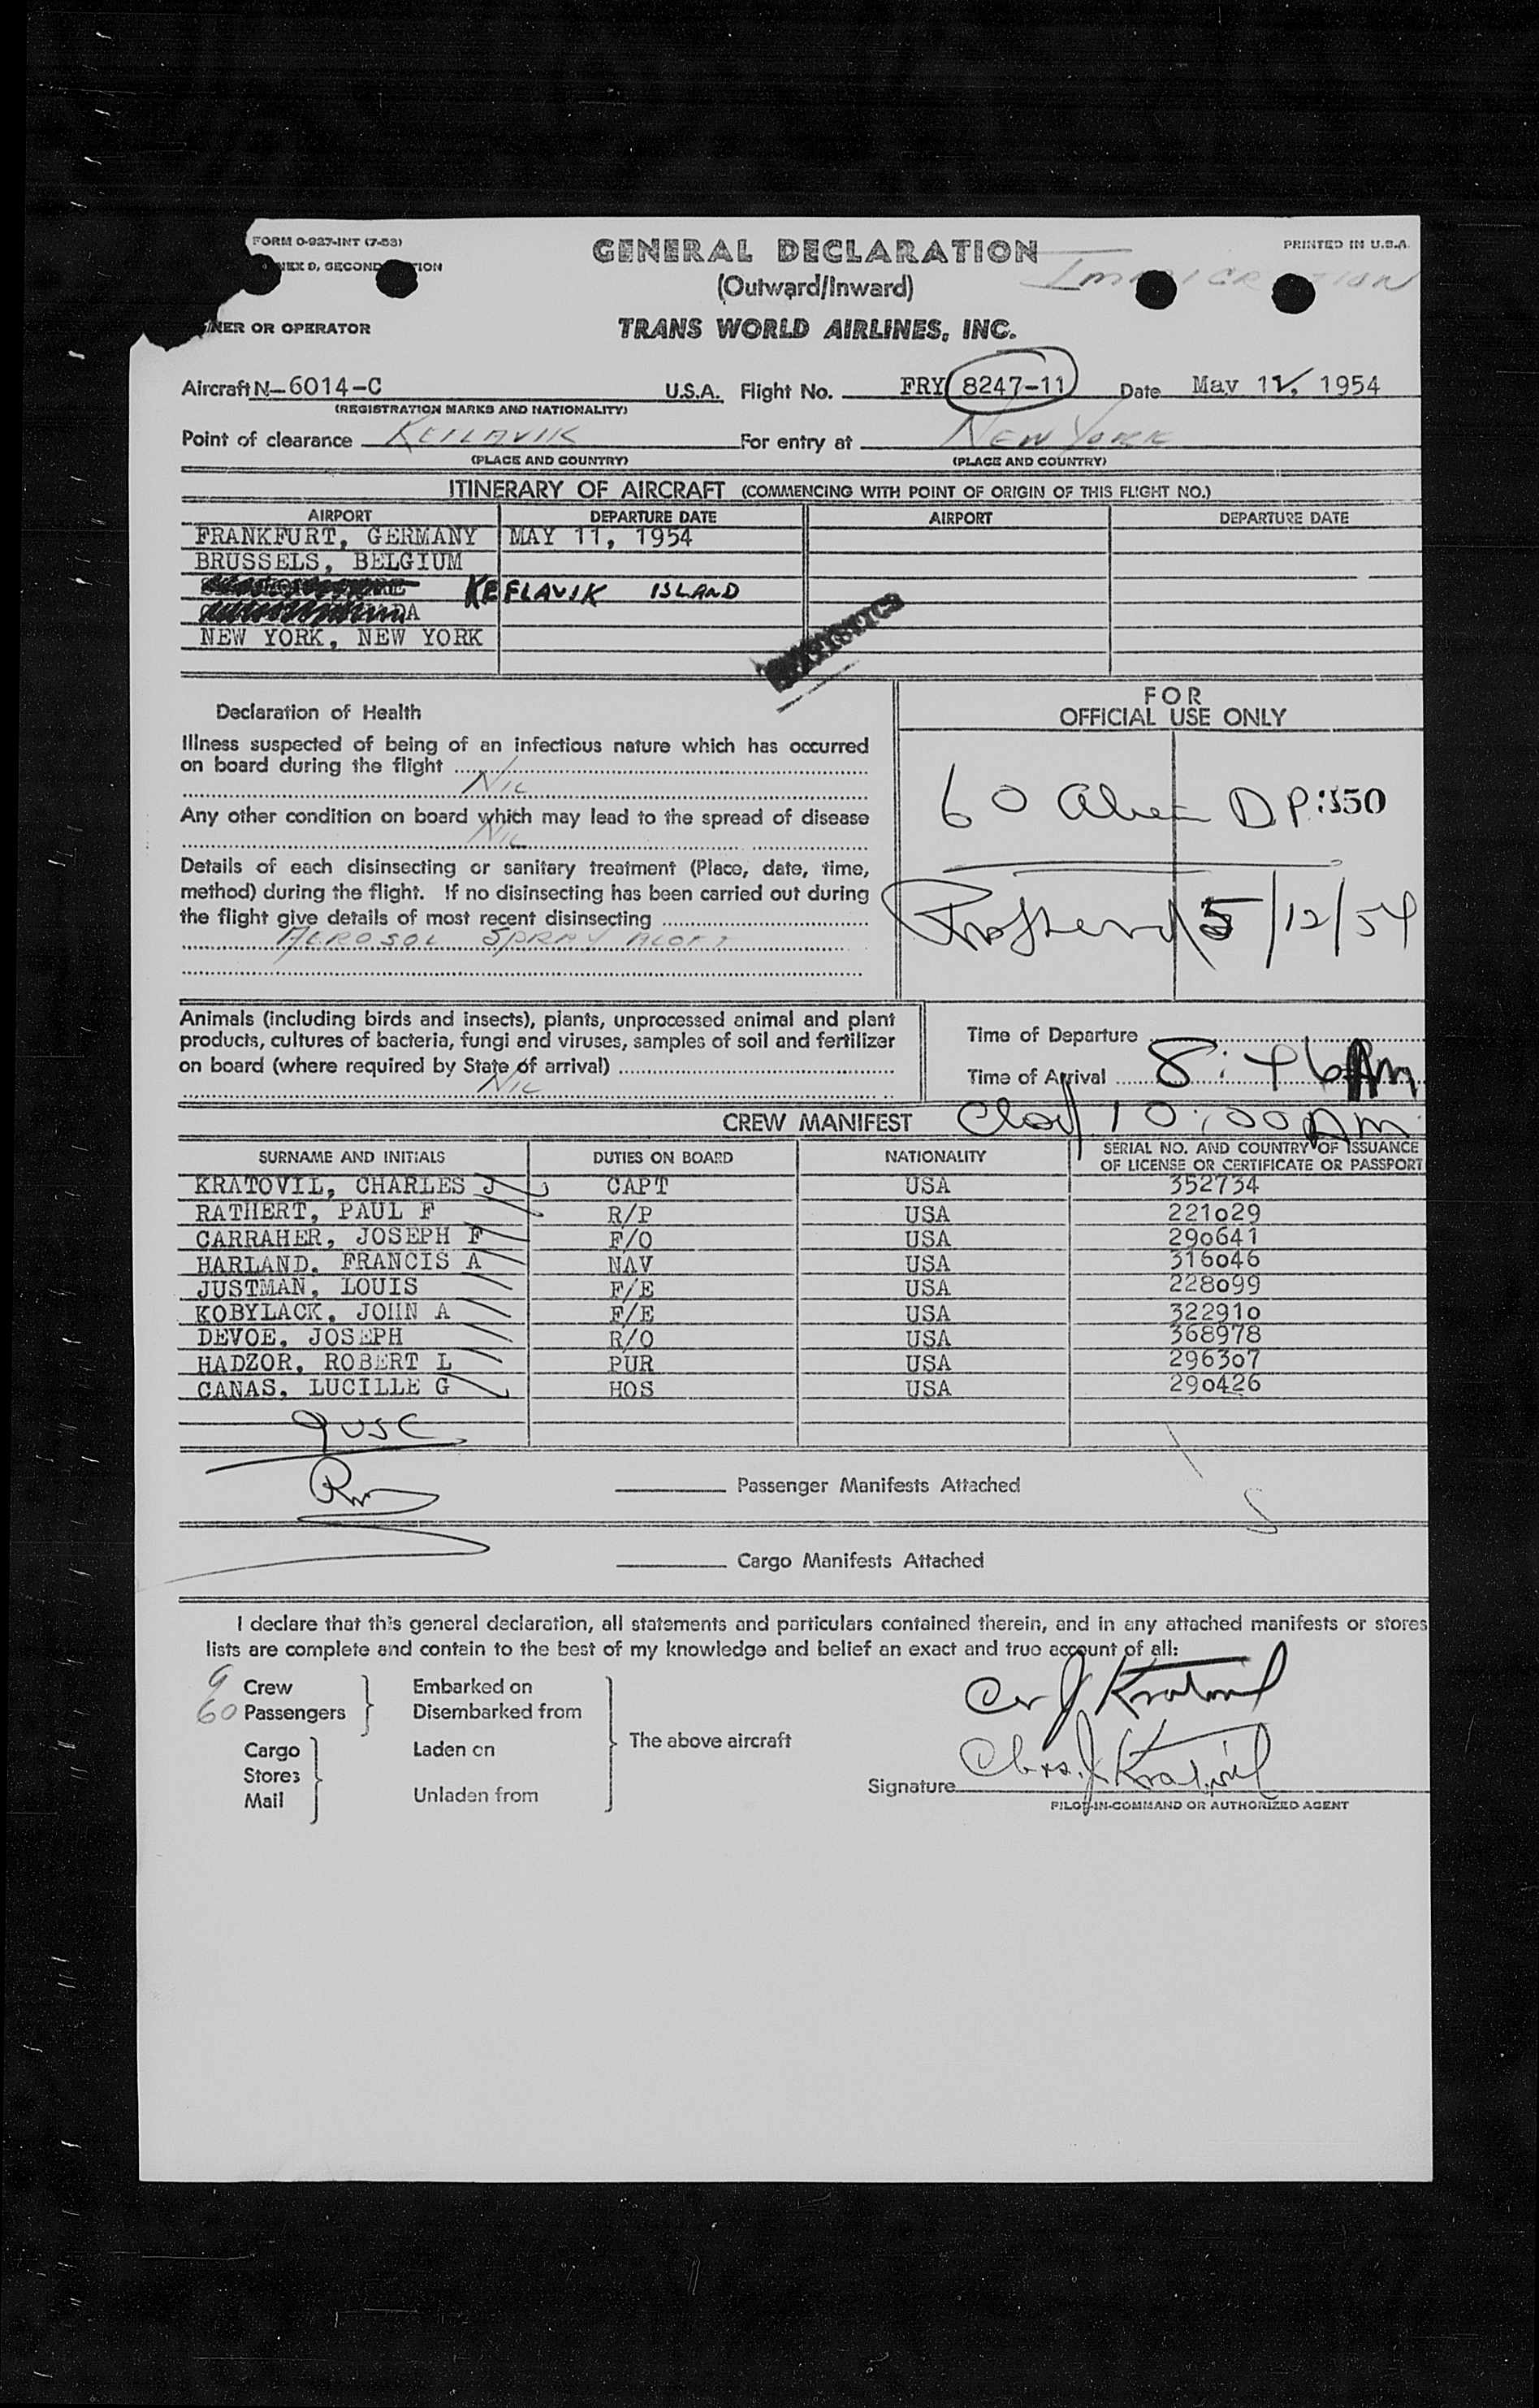 FORM O-927-INT (7-53)
GENERAL DECLARATION
PRINTED IN U.S.A.
(Outward/Inward)
OR OPERATOR
TRANS WORLD AIRLINES, INC.
Aircraft N-6014-C U.S.A. Flight No. FRY 8247-11 Date May 11, 1954
(REGISTRATION MARKS AND NATIONALITY)
Point of clearance KEFLAVIK For entry at NEW YORK
(PLACE AND COUNTRY) (PLACE AND COUNTRY)
ITINERARY OF AIRCRAFT (COMMENCING WITH POINT OF ORIGIN OF THIS FLIGHT NO.)
AIRPORT DEPARTURE DATE AIRPORT DEPARTURE DATE
FRANKFURT, GERMANY MAY 11, 1954
BRUSSELS, BELGIUM
KEFLAVIK ISLAND
NEW YORK, NEW YORK
STATISTICS
FOR
OFFICIAL USE ONLY
Declaration of Health
Illness suspected of being of an infectious nature which has occurred
on board during the flight
NIL
Any other condition on board which may lead to the spread of disease
NIL
Details of each disinsecting or sanitary treatment (Place, date, time,
method) during the flight. If no disinsecting has been carried out during
the flight give details of most recent disinsecting
AEROSOL SPRAY ALOFT
60 Alien DP
5/12/54
Animals (including birds and insects), plants, unprocessed animal and plant
products, cultures of bacteria, fungi and viruses, samples of soil and fertilizer
on board (where required by State of arrival)
NIL
Time of Departure
Time of Arrival 8:46 AM
CREW MANIFEST 10:00 AM
SURNAME AND INITIALS DUTIES ON BOARD NATIONALITY SERIAL NO. AND COUNTRY OF ISSUANCE
OF LICENSE OR CERTIFICATE OR PASSPORT
KRATOVIL, CHARLES J CAPT USA 352734
RATHERT, PAUL F R/P USA 221029
CARRAHER, JOSEPH F F/O USA 290641
HARLAND, FRANCIS A NAV USA 316046
JUSTMAN, LOUIS F/E USA 228099
KOBYLACK, JOHN A F/E USA 322910
DEVOE, JOSEPH R/O USA 368978
HADZOR, ROBERT L PUR USA 296307
CANAS, LUCILLE G HOS USA 290426
9 USC
Passenger Manifests Attached
Cargo Manifests Attached
I declare that this general declaration, all statements and particulars contained therein, and in any attached manifests or stores
lists are complete and contain to the best of my knowledge and belief an exact and true account of all:
9 Crew Embarked on
60 Passengers Disembarked from
The above aircraft
Cargo Laden on
Stores
Mail Unladen from
Chas. J. Kratovil
Signature
PILOT-IN-COMMAND OR AUTHORIZED AGENT